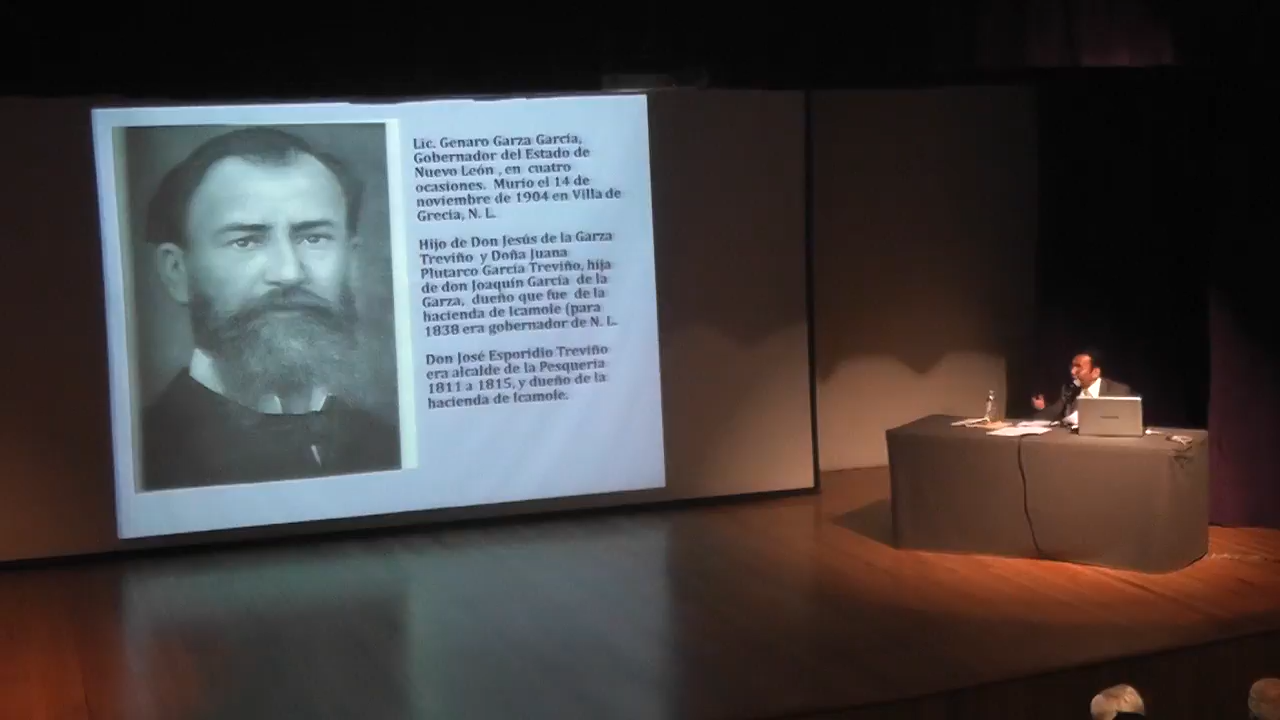 Lic. Genaro Garza García,
Gobernador del Estado de
Nuevo León , en cuatro
ocasiones. Murío el 14 de
noviembre de 1904 en Villa de
Grecia, N. L.
Hijo de Don Jesús de la Garza
Treviño y Doña Juana
Plutarco García Treviño, hija
de don Joaquín García de la
Garza, dueño que fue de la
hacienda de Icamole (para
1838 era gobernador de N. L.
Don José Esporidio Treviño
era alcalde de la Pesquería
1811 a 1815, y dueño de la
hacienda de Icamole.